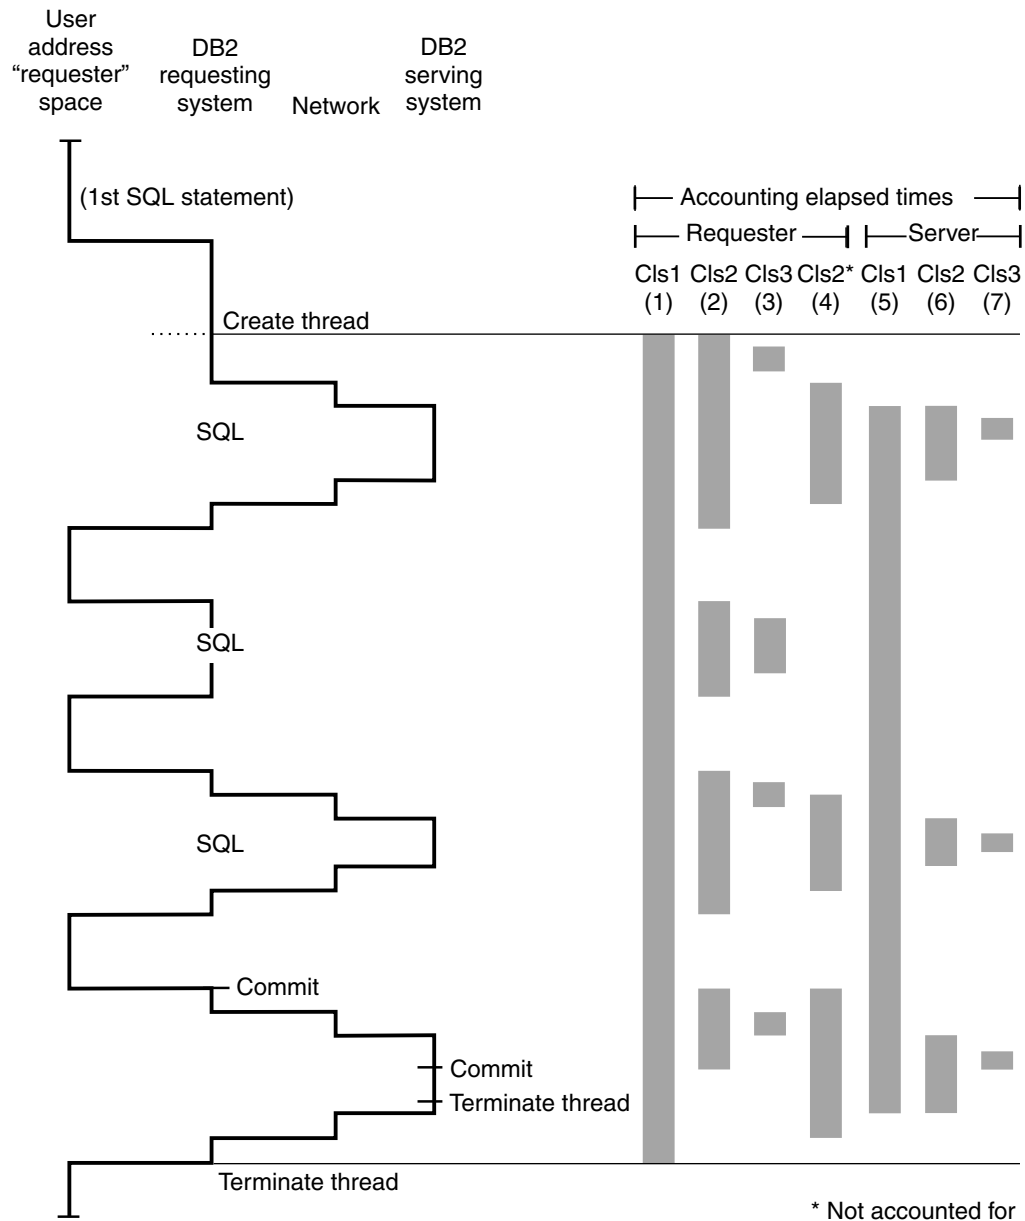 User
address
“requester”
space
DB2
requesting
system
Network
DB2
serving
system
(1st SQL statement)
Accounting elapsed times
Requester
Server
Cls1 Cls2 Cls3 Cls2* Cls1 Cls2 Cls3
(1) (2) (3) (4) (5) (6) (7)
Create thread
SQL
SQL
SQL
Commit
Commit
Terminate thread
Terminate thread
* Not accounted for